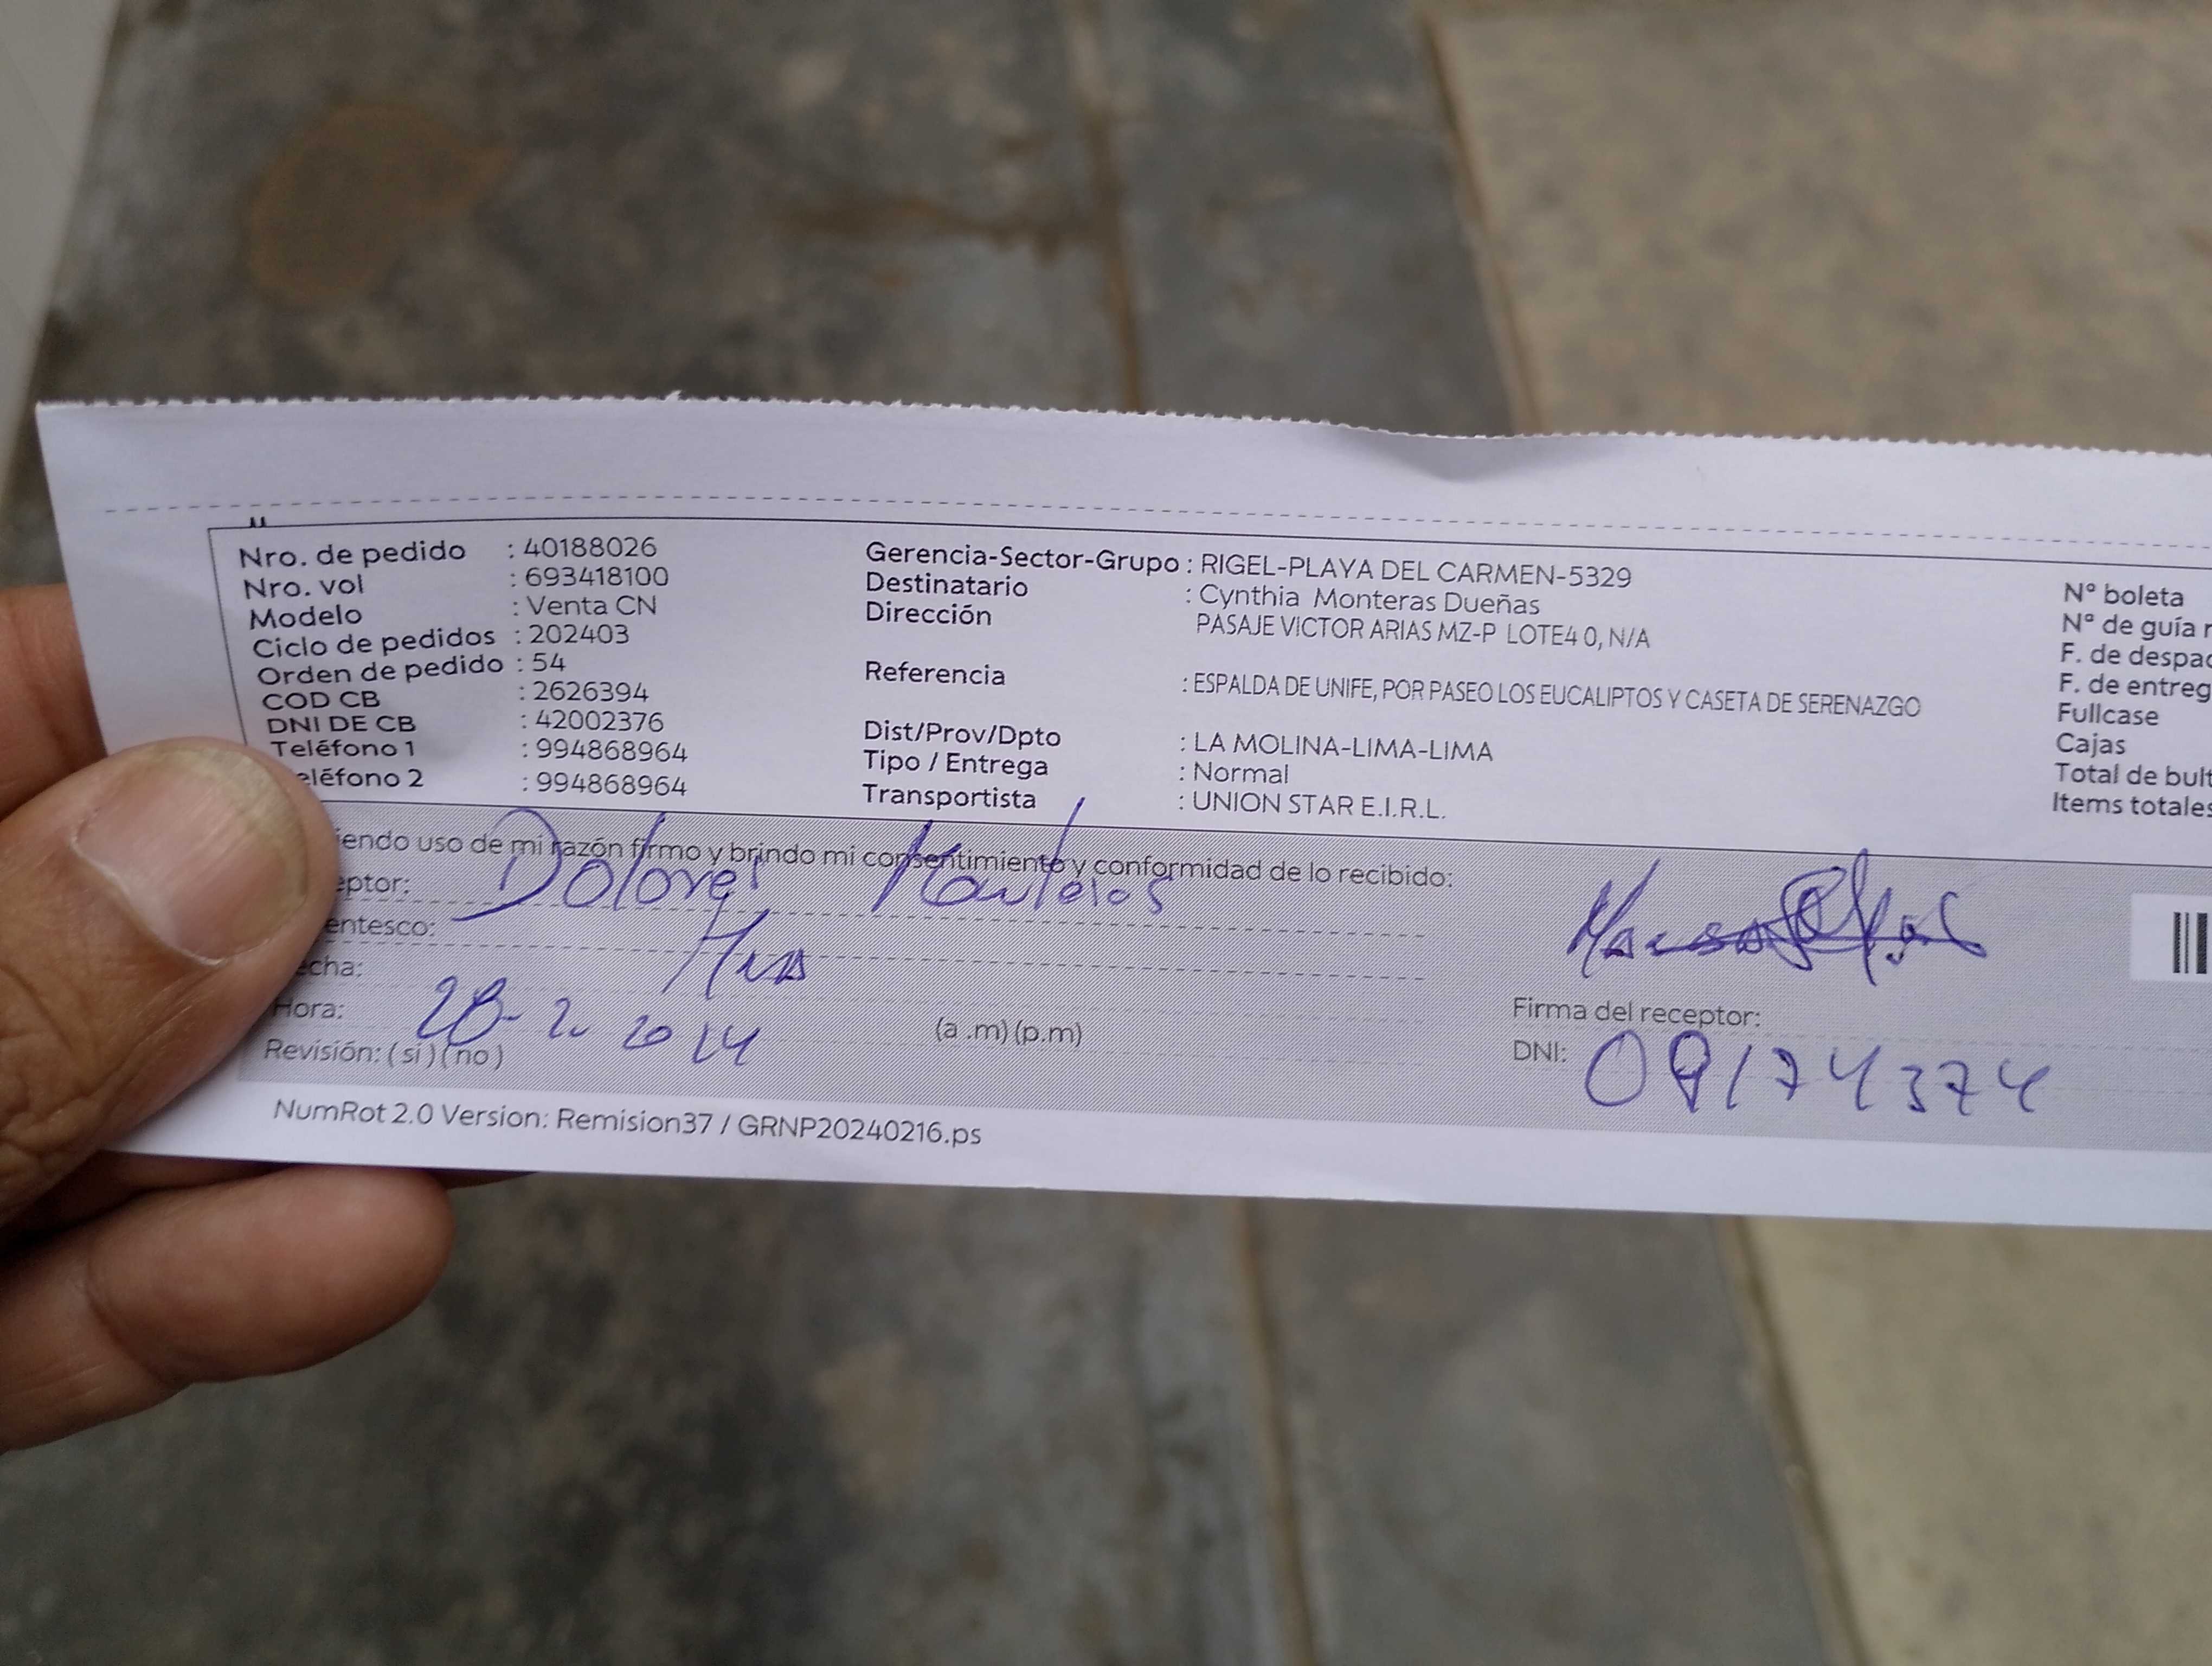 Nro. de pedido : 40188026
Nro. vol : 693418100
Modelo : Venta CN
Ciclo de pedidos : 202403
Orden de pedido : 54
COD CB : 2626394
DNI DE CB : 42002376
Teléfono 1 : 994868964
eléfono 2 : 994868964
Gerencia-Sector-Grupo : RIGEL-PLAYA DEL CARMEN-5329
Destinatario : Cynthia Monteras Dueñas
Dirección PASAJE VICTOR ARIAS MZ-P LOTE4 0, N/A
Referencia : ESPALDA DE UNIFE, POR PASEO LOS EUCALIPTOS Y CASETA DE SERENAZGO
Dist/Prov/Dpto : LA MOLINA-LIMA-LIMA
Tipo / Entrega : Normal
Transportista : UNION STAR E.I.R.L.
Nº boleta
Nº de guía r
F. de despac
F. de entreg
Fullcase
Cajas
Total de bult
Items totales
iendo uso de mi razón firmo y brindo mi consentimiento y conformidad de lo recibido:
eptor: Dolores
entesco:
echa:
Hora: 28-2- 2024 (a .m) (p.m)
Revisión: ( si ) ( no )
Firma del receptor:
DNI: 09174374
NumRot 2.0 Version: Remision37 / GRNP20240216.ps